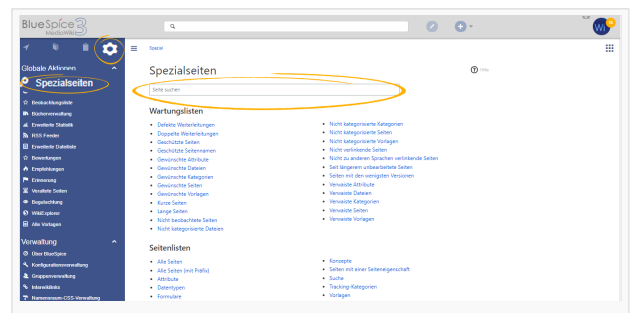 BlueSpice 3
MediaWiki
Spezial
Globale Aktionen
Spezialseiten
Beobachtungsliste
Bücherverwaltung
Erweiterte Statistik
RSS Feeder
Erweiterte Dateiliste
Bewertungen
Empfehlungen
Erinnerung
Veraltete Seiten
Begutachtung
WikiExplorer
Alle Vorlagen
Verwaltung
Über BlueSpice
Konfigurationsverwaltung
Gruppenverwaltung
Interwikilinks
Namensraum-CSS-Verwaltung
Spezialseiten
Hilfe
Seite suchen
Wartungslisten
Defekte Weiterleitungen
Doppelte Weiterleitungen
Geschützte Seiten
Geschützte Seitennamen
Gewünschte Attribute
Gewünschte Dateien
Gewünschte Kategorien
Gewünschte Seiten
Gewünschte Vorlagen
Kurze Seiten
Lange Seiten
Nicht beobachtete Seiten
Nicht kategorisierte Dateien
Nicht kategorisierte Kategorien
Nicht kategorisierte Seiten
Nicht kategorisierte Vorlagen
Nicht verlinkende Seiten
Nicht zu anderen Sprachen verlinkende Seiten
Seit längerem unbearbeitete Seiten
Seiten mit den wenigsten Versionen
Verwaiste Attribute
Verwaiste Dateien
Verwaiste Kategorien
Verwaiste Seiten
Verwaiste Vorlagen
Seitenlisten
Alle Seiten
Alle Seiten (mit Präfix)
Attribute
Datentypen
Formulare
Konzepte
Seiten mit einer Seiteneigenschaft
Suche
Tracking-Kategorien
Vorlagen